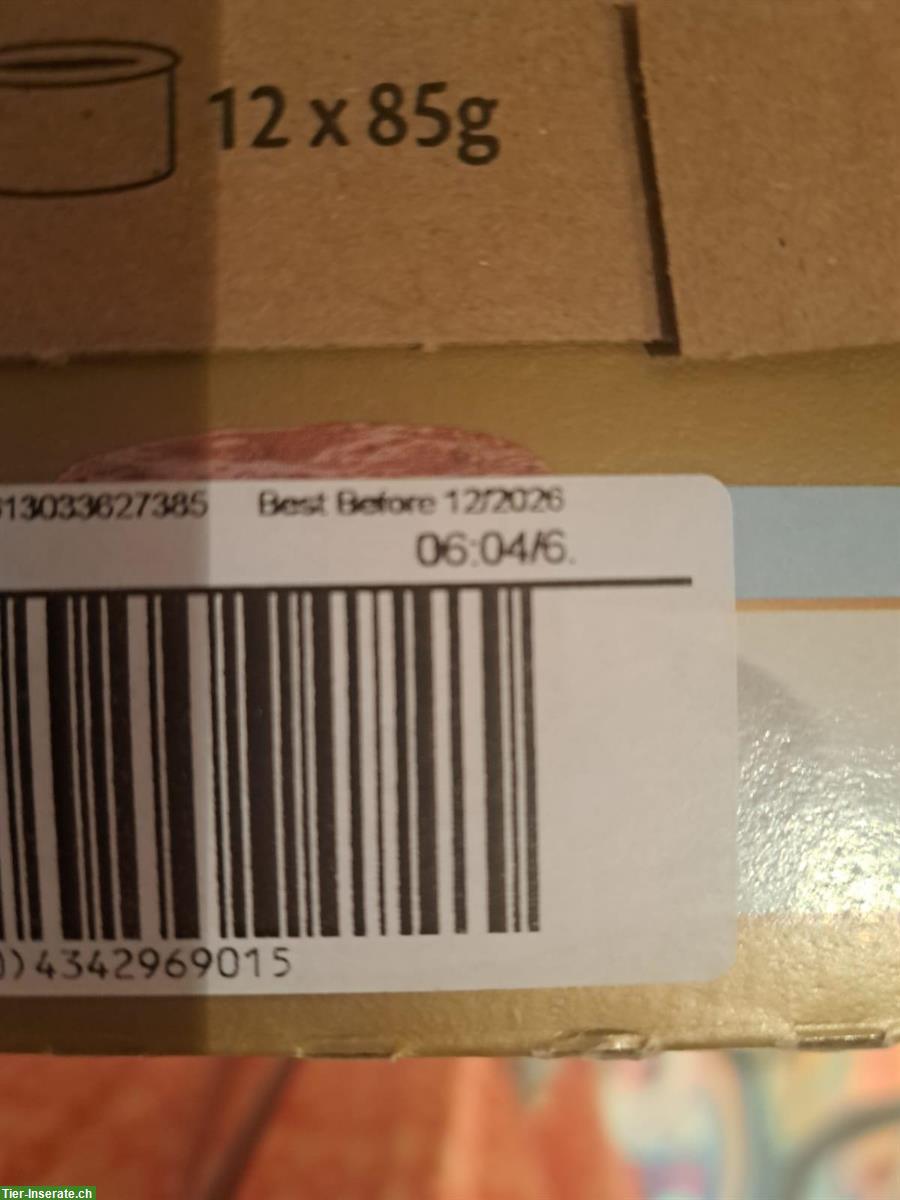 12 x 85g
13033627385 Best Before 12/2026
06:04/6.
)4342969015
Tier-Inserate.ch